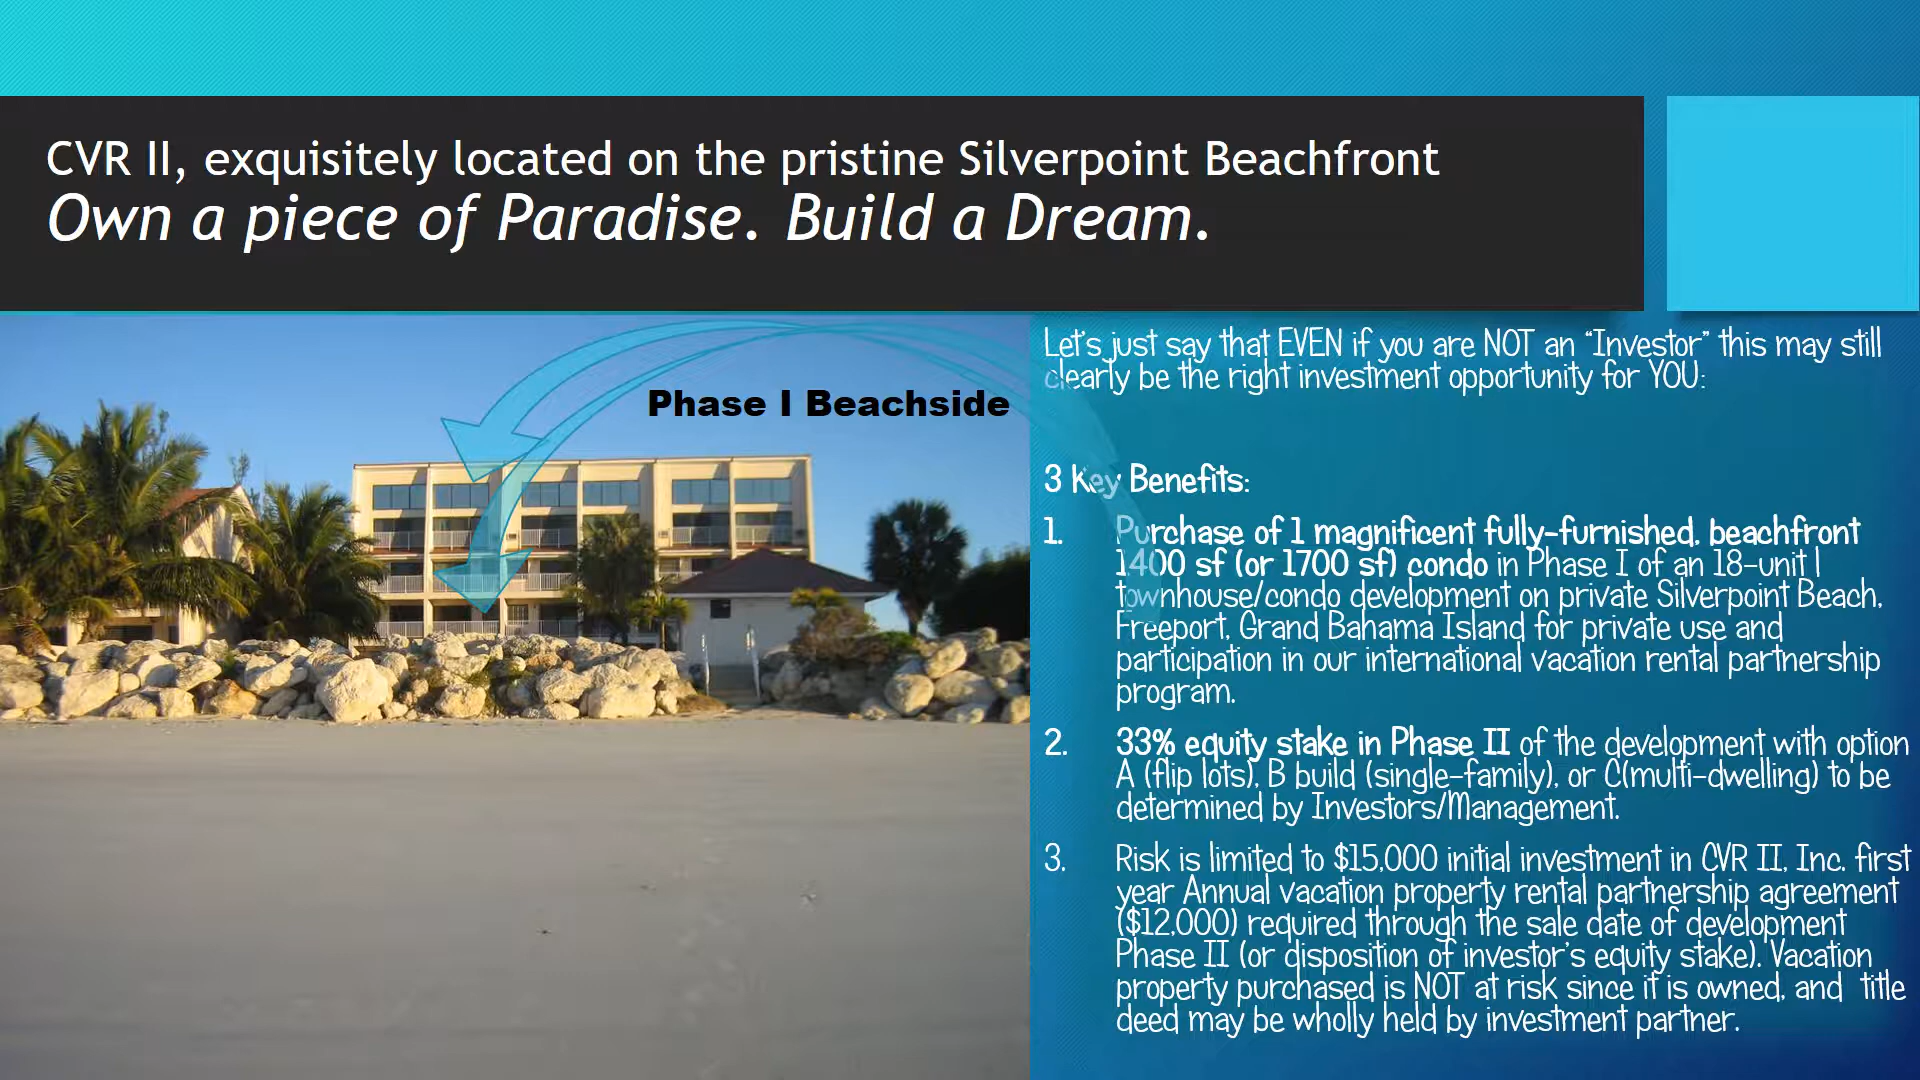 CVR II, exquisitely located on the pristine Silverpoint Beachfront
Own a piece of Paradise. Build a Dream.
Phase I Beachside
Let's just say that EVEN if you are NOT an “Investor” this may still
clearly be the right investment opportunity for YOU:
3 Key Benefits:
1. Purchase of 1 magnificent fully-furnished, beachfront
1400 sf (or 1700 sf) condo in Phase I of an 18-unit l
townhouse/condo development on private Silverpoint Beach,
Freeport, Grand Bahama Island for private use and
participation in our international vacation rental partnership
program.
2. 33% equity stake in Phase II of the development with option
A (flip lots), B build (single-family), or C(multi-dwelling) to be
determined by Investors/Management.
3. Risk is limited to $15,000 initial investment in CVR II, Inc. first
year Annual vacation property rental partnership agreement
($12,000) required through the sale date of development
Phase II (or disposition of investor's equity stake). Vacation
property purchased is NOT at risk since it is owned, and title
deed may be wholly held by investment partner.